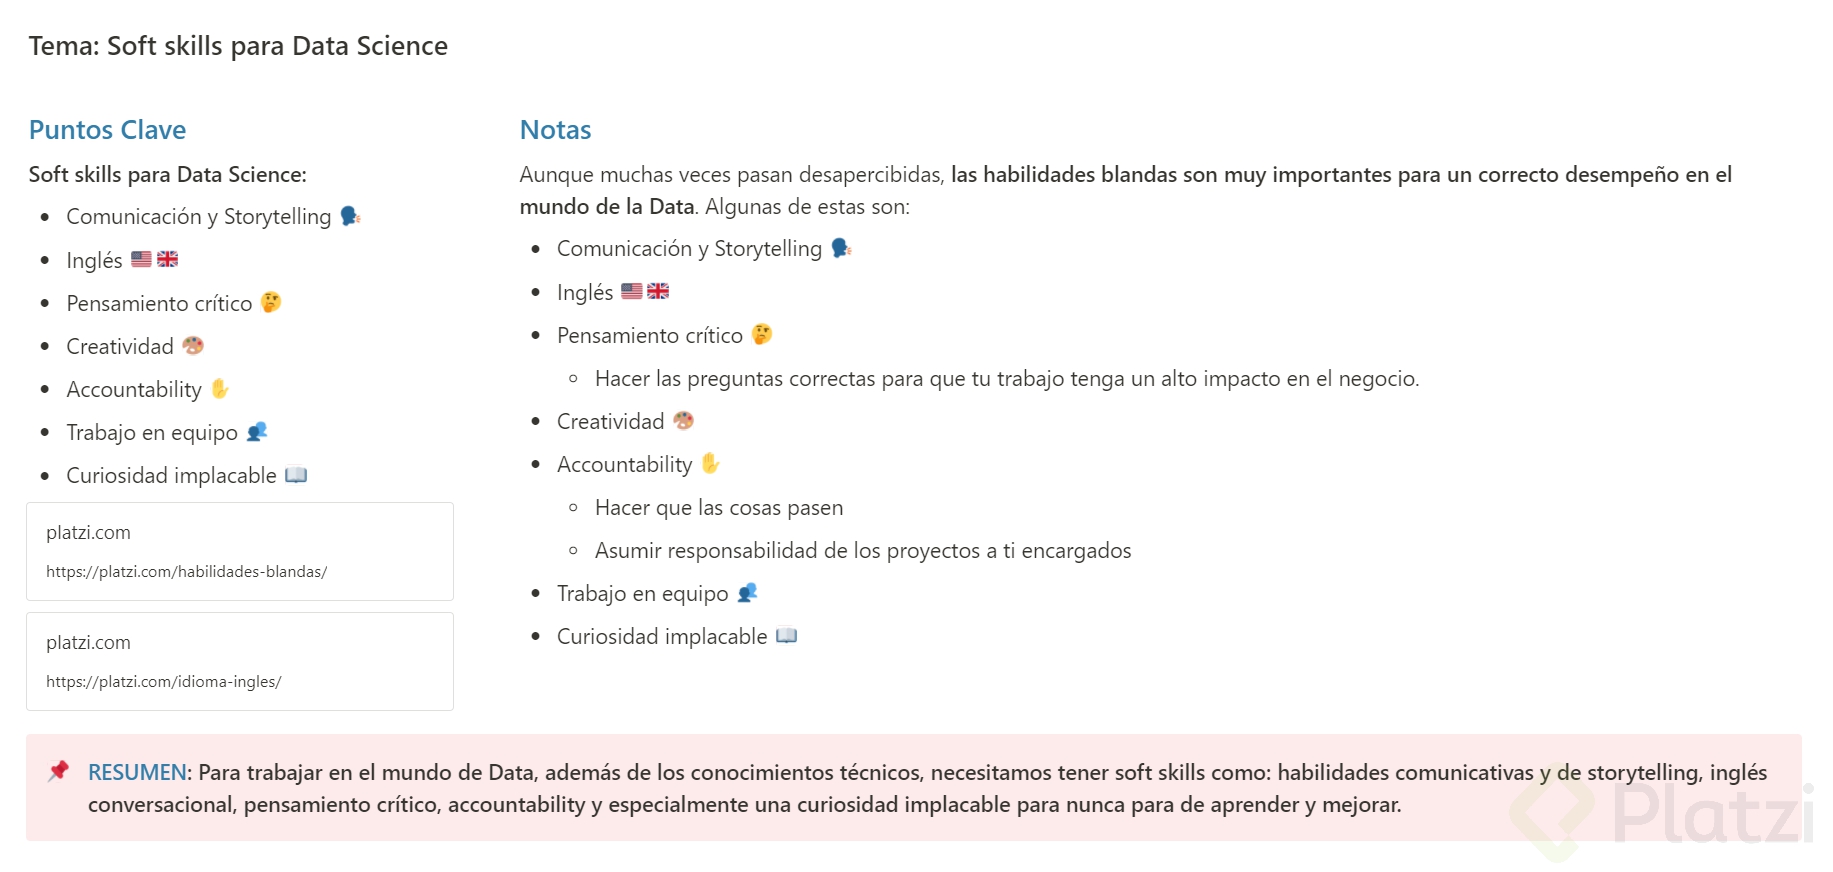 Tema: Soft skills para Data Science
Puntos Clave
Soft skills para Data Science:
Comunicación y Storytelling 🗣️
Inglés 🇺🇸🇬🇧
Pensamiento crítico 🤔
Creatividad 🎨
Accountability ✋
Trabajo en equipo 👥
Curiosidad implacable 📖
platzi.com
https://platzi.com/habilidades-blandas/
platzi.com
https://platzi.com/idioma-ingles/
Notas
Aunque muchas veces pasan desapercibidas, las habilidades blandas son muy importantes para un correcto desempeño en el
mundo de la Data. Algunas de estas son:
Comunicación y Storytelling 🗣️
Inglés 🇺🇸🇬🇧
Pensamiento crítico 🤔
Hacer las preguntas correctas para que tu trabajo tenga un alto impacto en el negocio.
Creatividad 🎨
Accountability ✋
Hacer que las cosas pasen
Asumir responsabilidad de los proyectos a ti encargados
Trabajo en equipo 👥
Curiosidad implacable 📖
📌 RESUMEN: Para trabajar en el mundo de Data, además de los conocimientos técnicos, necesitamos tener soft skills como: habilidades comunicativas y de storytelling, inglés
conversacional, pensamiento crítico, accountability y especialmente una curiosidad implacable para nunca para de aprender y mejorar.
Platzi